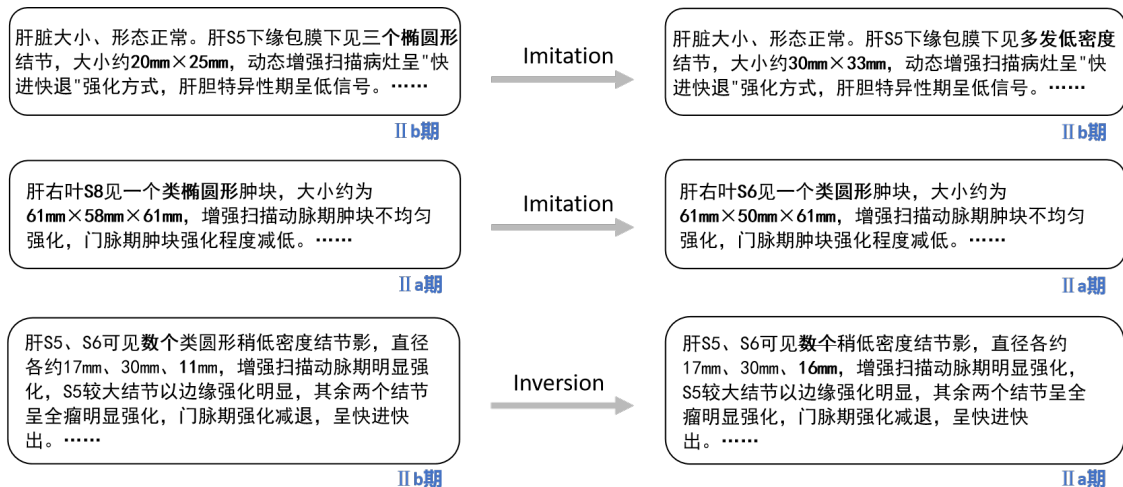 肝脏大小、形态正常。肝S5下缘包膜下见三个椭圆形
结节，大小约20mm×25mm，动态增强扫描病灶呈"快
进快退"强化方式，肝胆特异性期呈低信号。……
Ⅱb期
Imitation
肝脏大小、形态正常。肝S5下缘包膜下见多发低密度
结节，大小约30mm×33mm，动态增强扫描病灶呈"快
进快退"强化方式，肝胆特异性期呈低信号。……
Ⅱb期
肝右叶S8见一个类椭圆形肿块，大小约为
61mm×58mm×61mm，增强扫描动脉期肿块不均匀
强化，门脉期肿块强化程度减低。……
Ⅱa期
Imitation
肝右叶S6见一个类圆形肿块，大小约为
61mm×50mm×61mm，增强扫描动脉期肿块不均匀
强化，门脉期肿块强化程度减低。……
Ⅱa期
肝S5、S6可见数个类圆形稍低密度结节影，直径
各约17mm、30mm、11mm，增强扫描动脉期明显强
化，S5较大结节以边缘强化明显，其余两个结节
呈全瘤明显强化，门脉期强化减退，呈快进快
出。……
Ⅱb期
Inversion
肝S5、S6可见数个稍低密度结节影，直径各约
17mm、30mm、16mm，增强扫描动脉期明显强化，
S5较大结节以边缘强化明显，其余两个结节呈全
瘤明显强化，门脉期强化减退，呈快进快
出。……
Ⅱa期